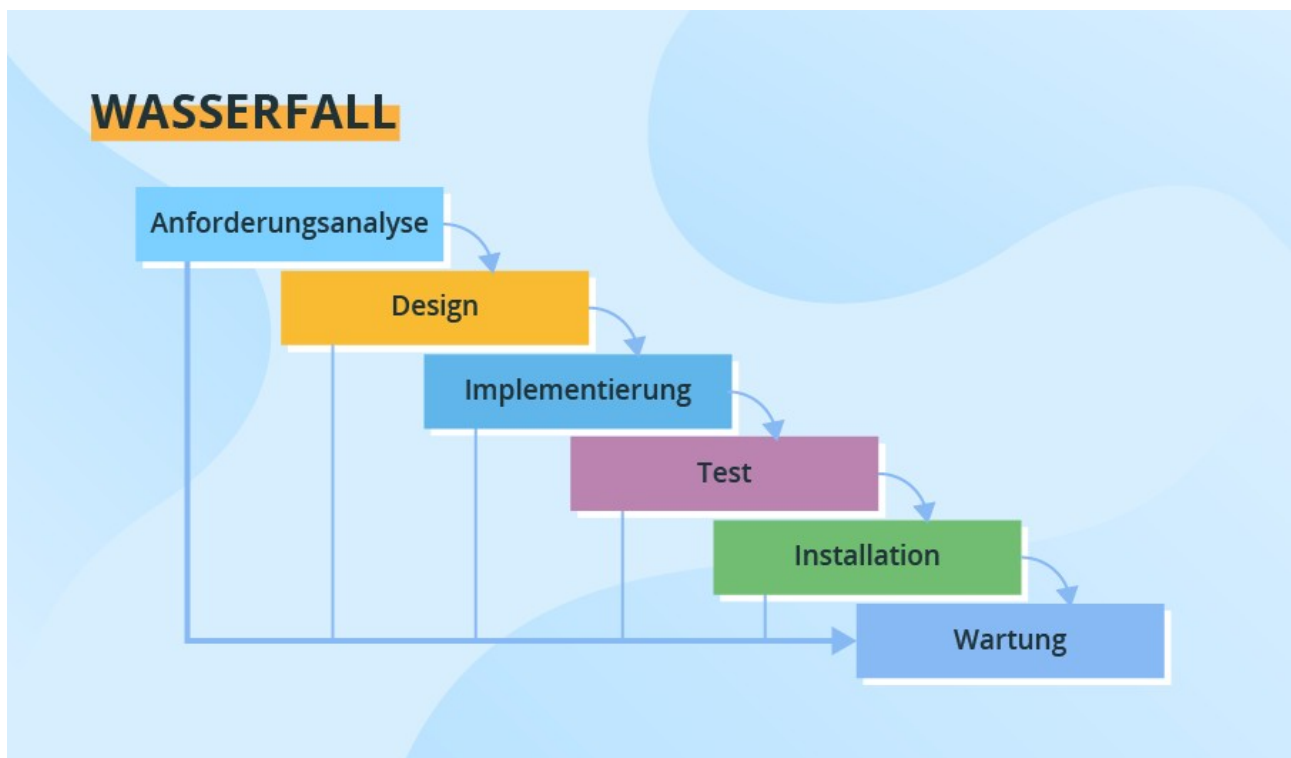 WASSERFALL
Anforderungsanalyse
Design
Implementierung
Test
Installation
Wartung